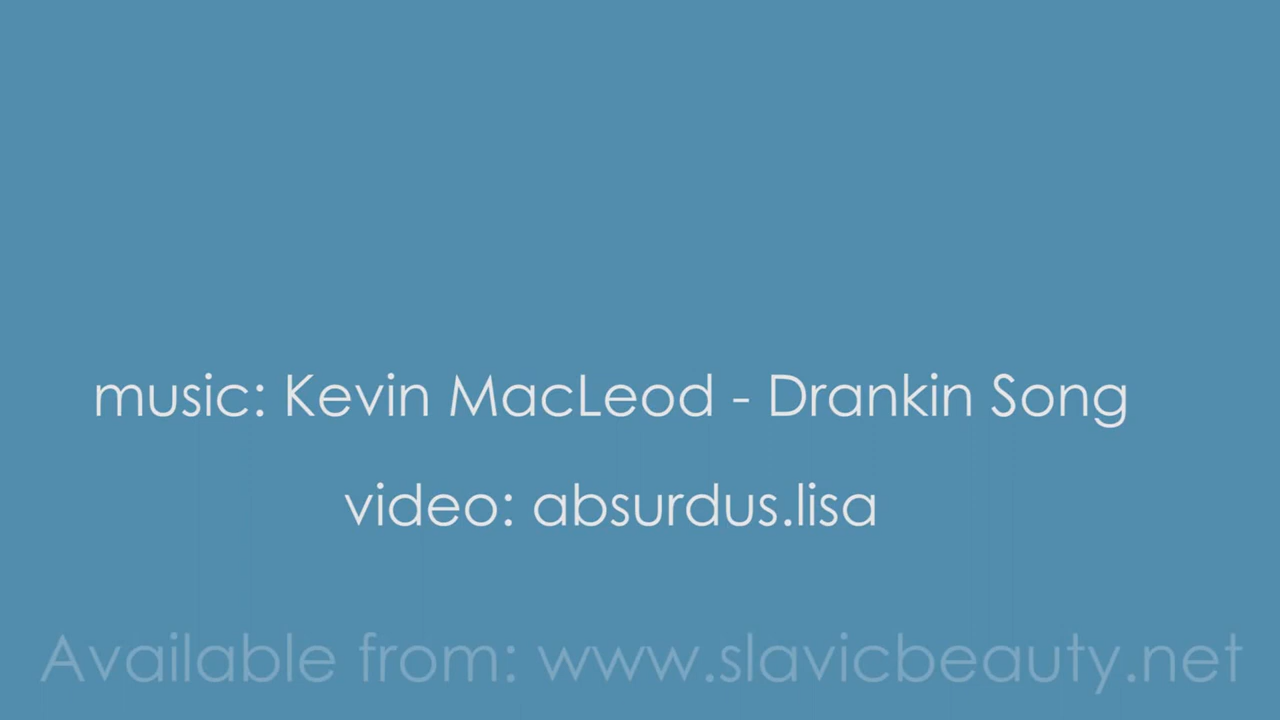 music: Kevin MacLeod - Drankin Song
video: absurdus.lisa
Available from: www.slavicbeauty.net